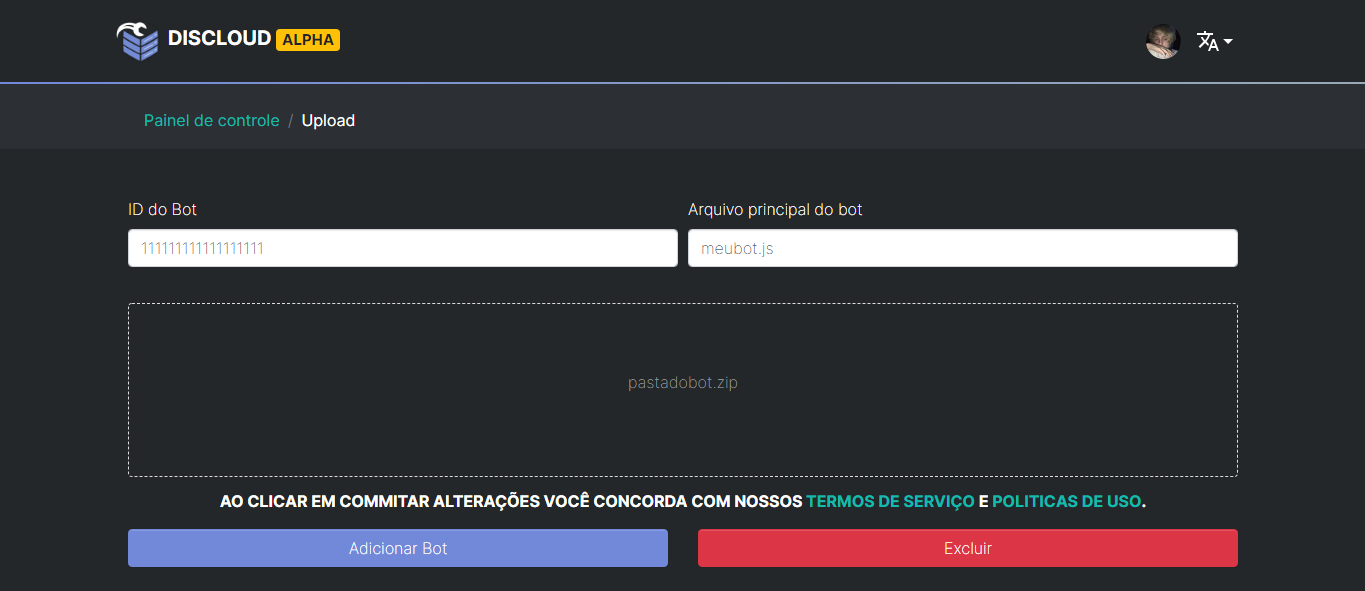 DISCLOUD ALPHA
Painel de controle / Upload
ID do Bot
Arquivo principal do bot
111111111111111111
meubot.js
pastadobot.zip
AO CLICAR EM COMMITAR ALTERAÇÕES VOCÊ CONCORDA COM NOSSOS TERMOS DE SERVIÇO E POLITICAS DE USO.
Adicionar Bot
Excluir